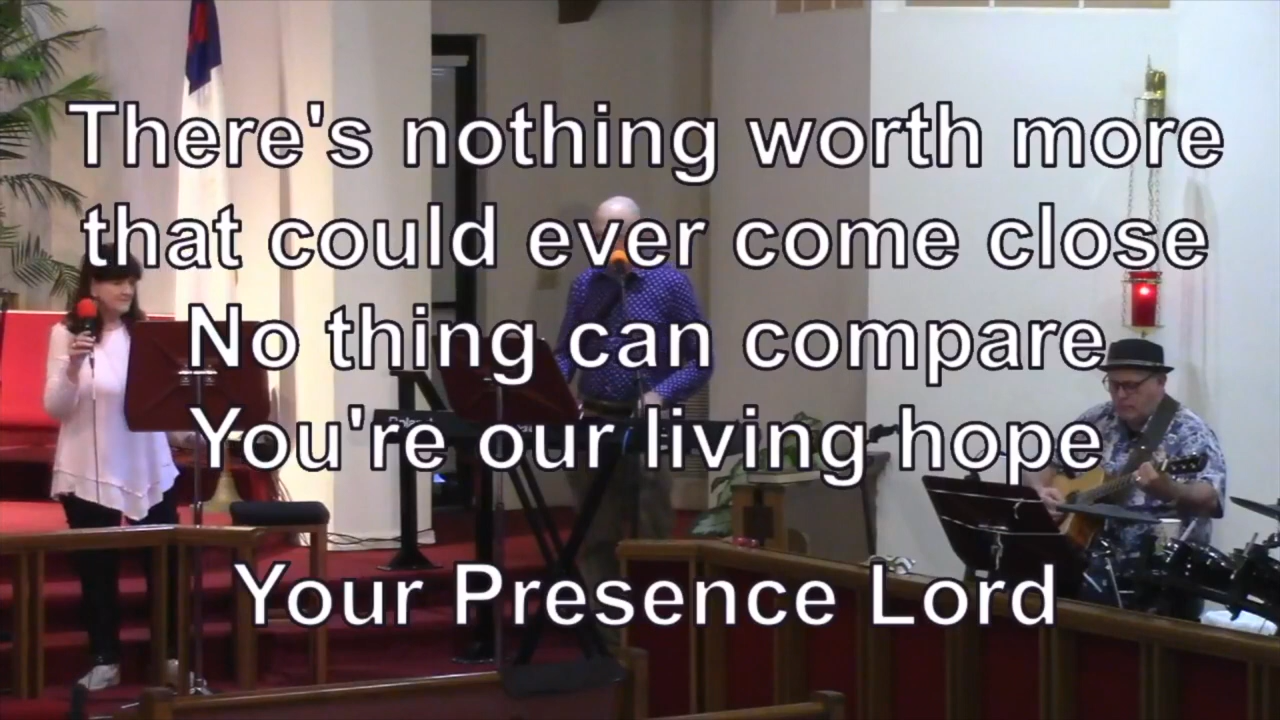 There's nothing worth more
that could ever come close
No thing can compare
You're our living hope
Your Presence Lord
Roland